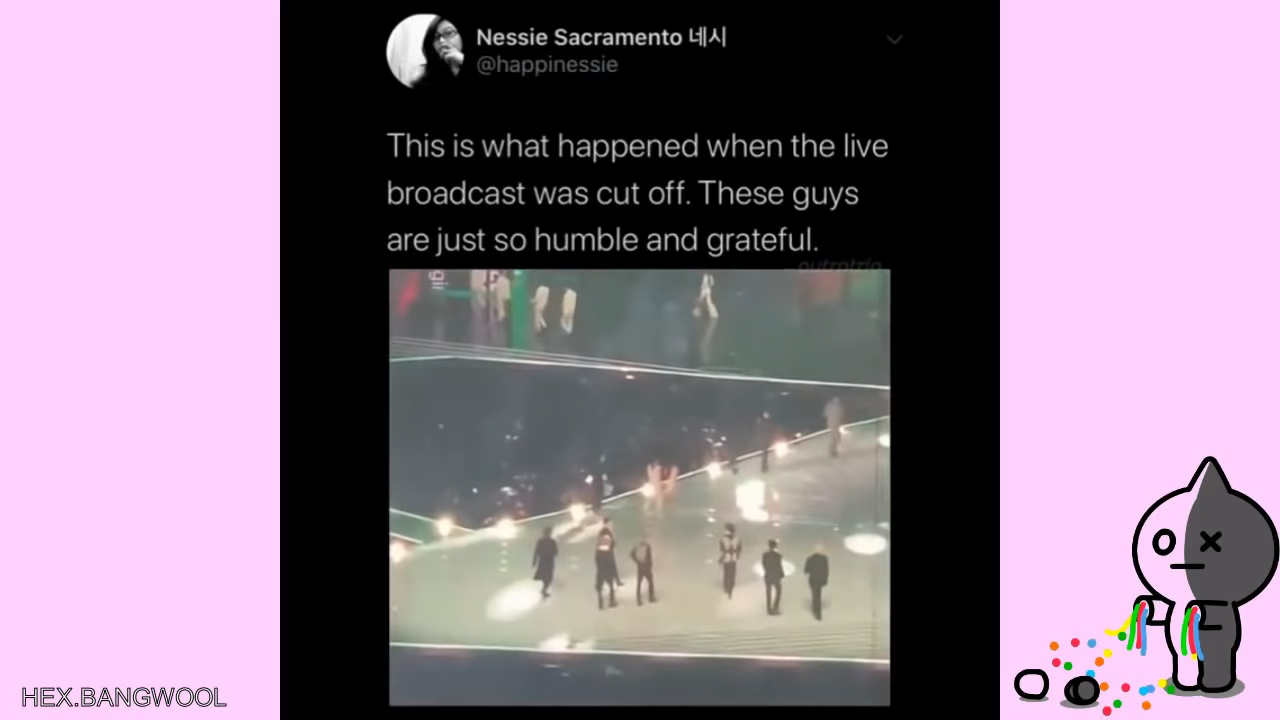 Nessie Sacramento 네시
@happinessie
This is what happened when the live
broadcast was cut off. These guys
are just so humble and grateful.
outrotrio
HEX.BANGWOOL